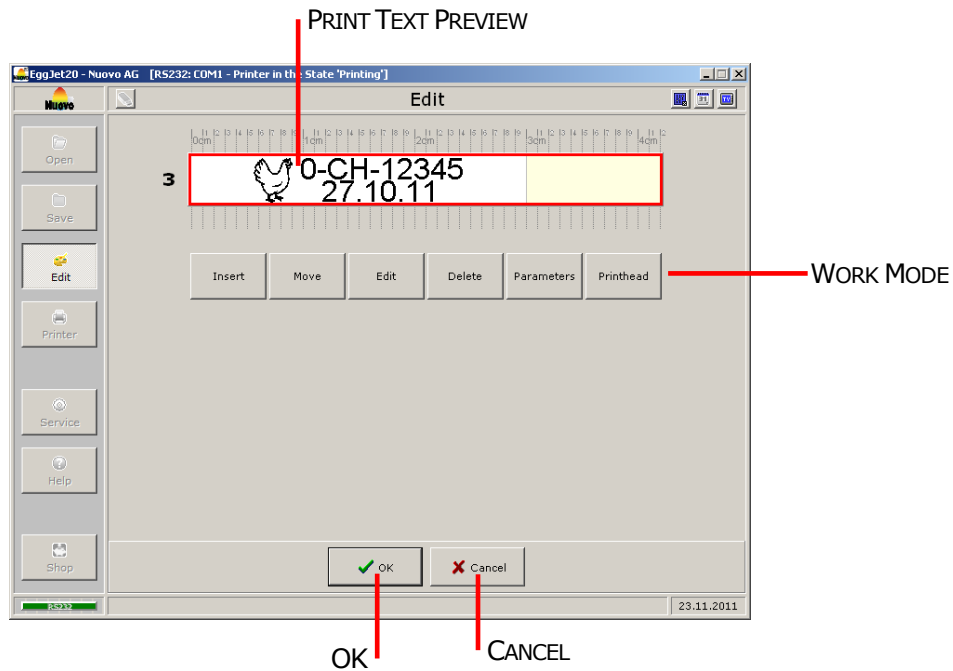 PRINT TEXT PREVIEW
EggJet20 - Nuovo AG [RS232: COM1 - Printer in the State 'Printing']
Nuovo
Edit
31
Open
0cm 1cm 2cm 3cm 4cm
3
0-CH-12345
27.10.11
Save
Edit
Insert Move Edit Delete Parameters Printhead
WORK MODE
Printer
Service
Help
Shop
OK Cancel
RS232
23.11.2011
OK
CANCEL